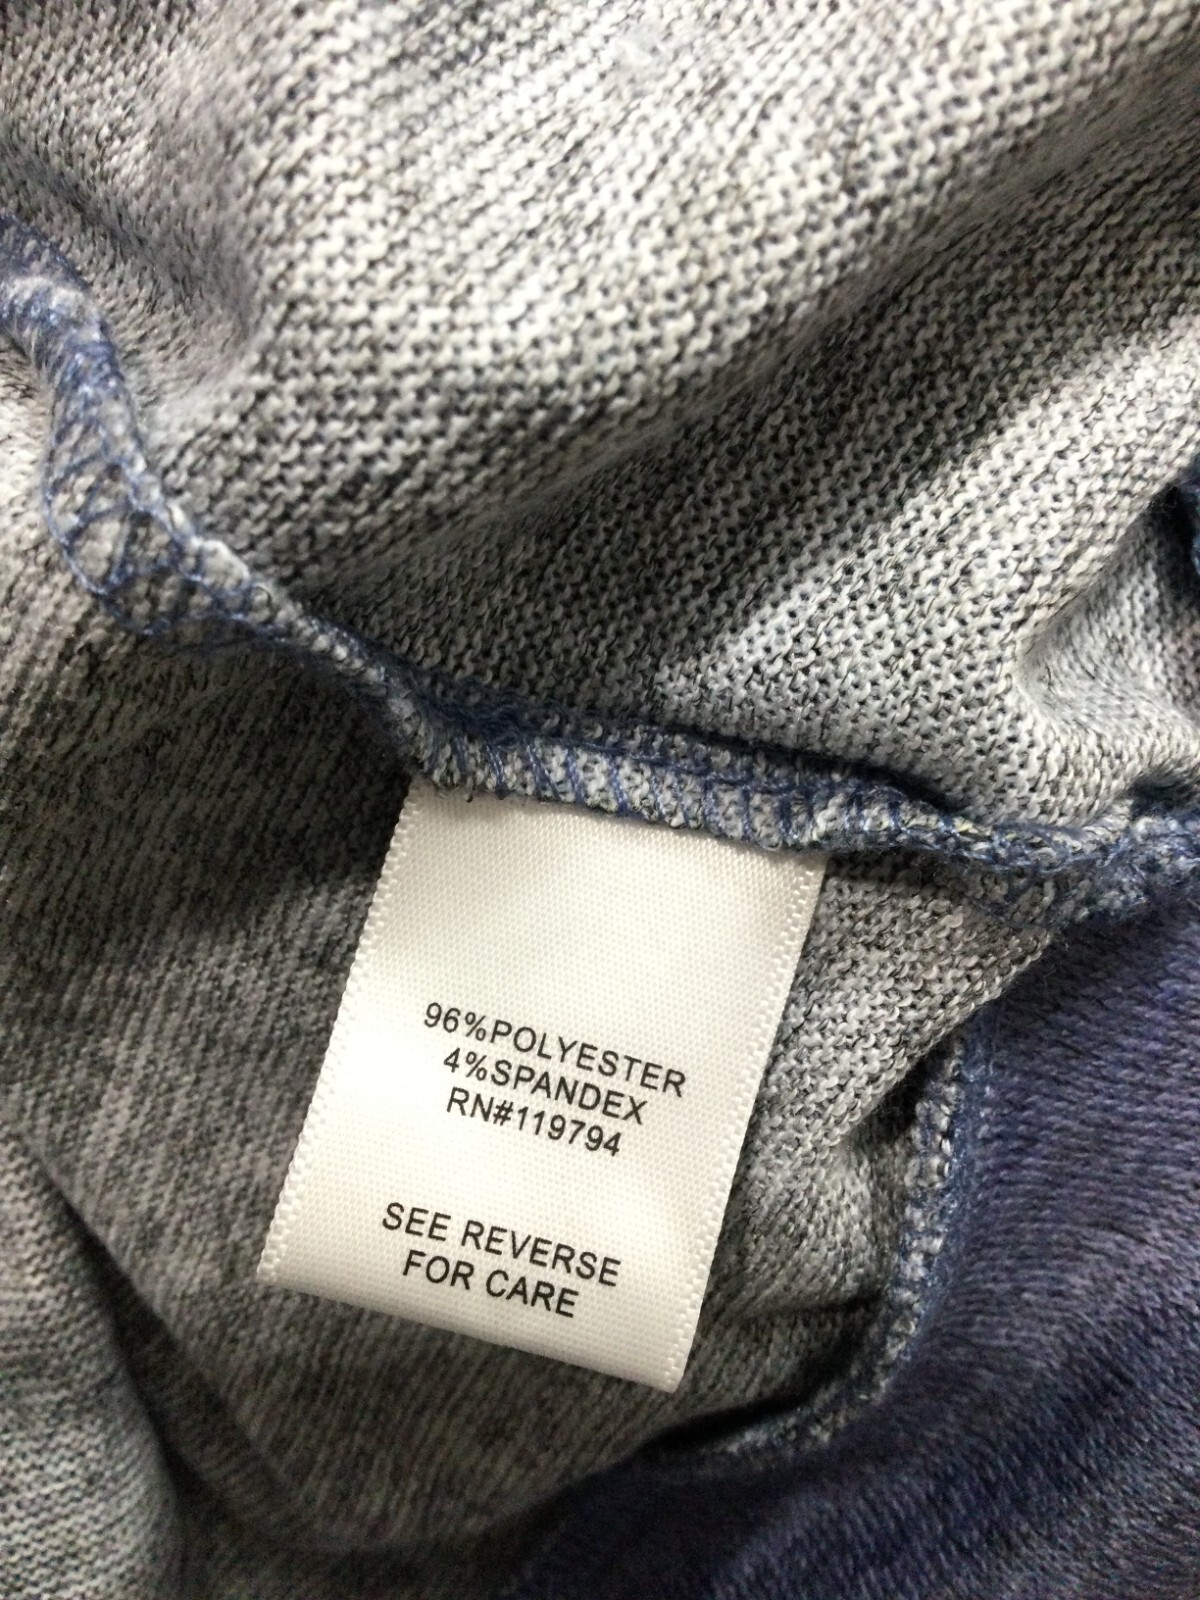 96%POLYESTER
4%SPANDEX
RN#119794
SEE REVERSE
FOR CARE